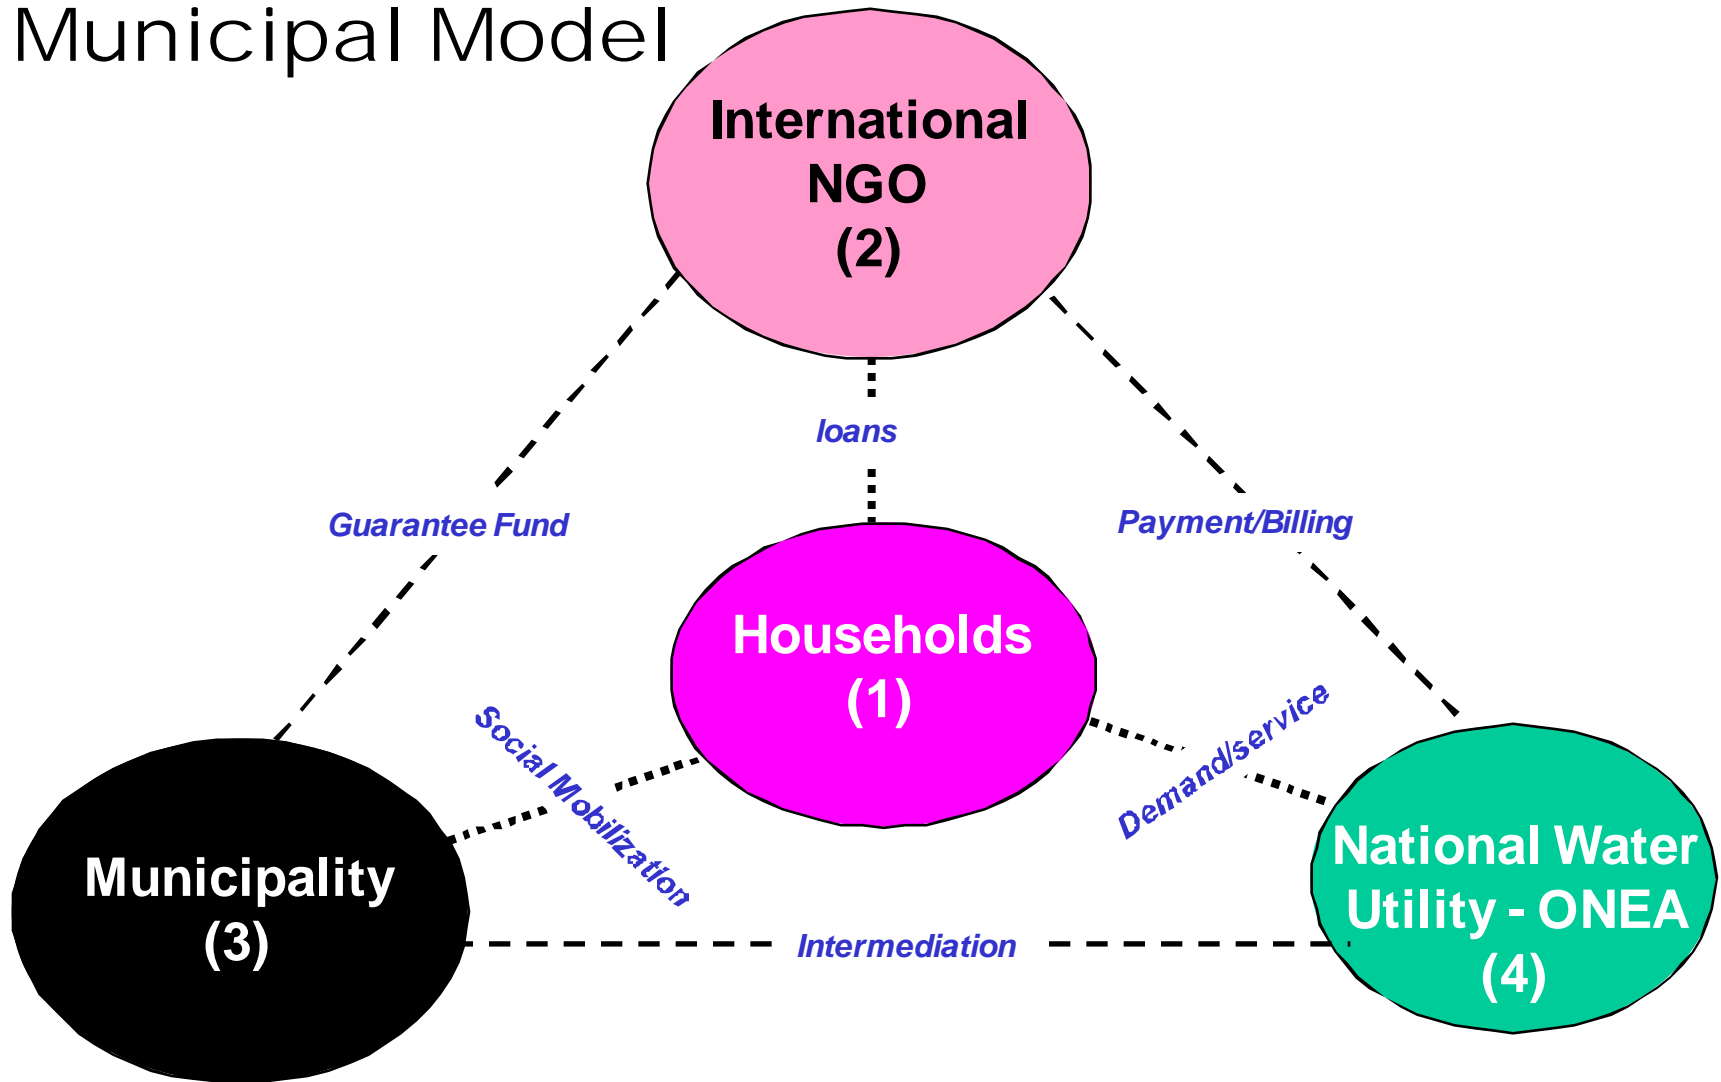 Municipal Model
International
NGO
(2)
loans
Guarantee Fund
Payment/Billing
Households
(1)
Social Mobilization
Demand/service
Municipality
(3)
Intermediation
National Water
Utility - ONEA
(4)